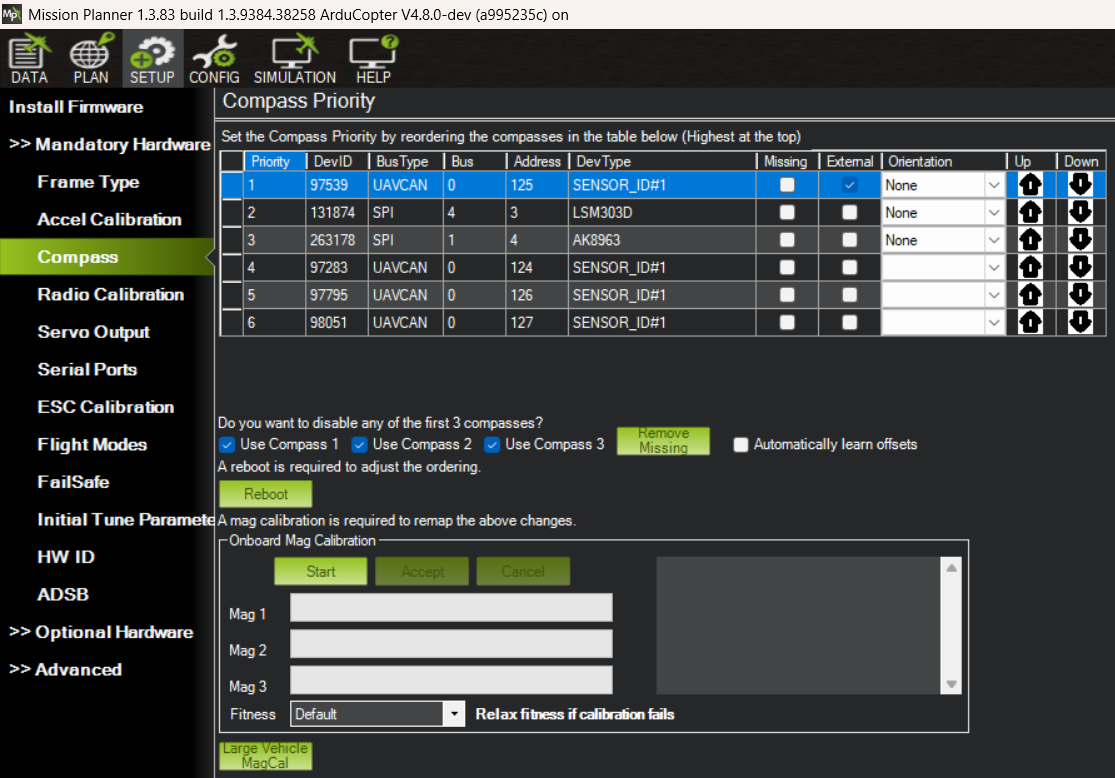 Mission Planner 1.3.83 build 1.3.9384.38258 ArduCopter V4.8.0-dev (a995235c) on
DATA PLAN SETUP CONFIG SIMULATION HELP
Install Firmware
>> Mandatory Hardware
Frame Type
Accel Calibration
Compass
Radio Calibration
Servo Output
Serial Ports
ESC Calibration
Flight Modes
FailSafe
Initial Tune Paramete
HW ID
ADSB
>> Optional Hardware
>> Advanced
Compass Priority
Set the Compass Priority by reordering the compasses in the table below (Highest at the top)
Priority DevID BusType Bus Address DevType Missing External Orientation Up Down
1 97539 UAVCAN 0 125 SENSOR_ID#1 None
2 131874 SPI 4 3 LSM303D None
3 263178 SPI 1 4 AK8963 None
4 97283 UAVCAN 0 124 SENSOR_ID#1
5 97795 UAVCAN 0 126 SENSOR_ID#1
6 98051 UAVCAN 0 127 SENSOR_ID#1
Do you want to disable any of the first 3 compasses?
Use Compass 1 Use Compass 2 Use Compass 3 Remove Missing Automatically learn offsets
A reboot is required to adjust the ordering.
Reboot
A mag calibration is required to remap the above changes.
Onboard Mag Calibration
Start Accept Cancel
Mag 1
Mag 2
Mag 3
Fitness Default Relax fitness if calibration fails
Large Vehicle
MagCal